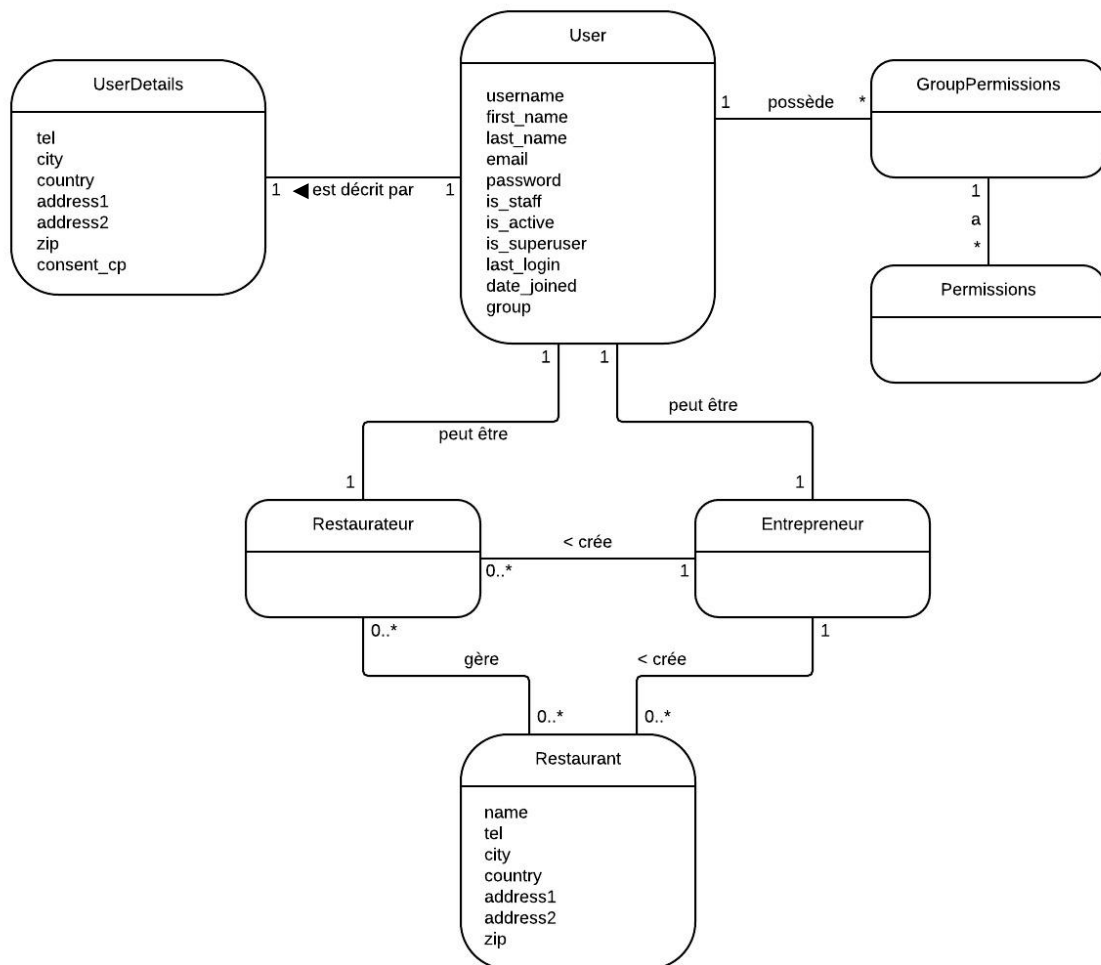 User
username
first_name
last_name
email
password
is_staff
is_active
is_superuser
last_login
date_joined
group
UserDetails
tel
city
country
address1
address2
zip
consent_cp
1 ◀ est décrit par 1
1 possède *
GroupPermissions
1
a
*
Permissions
1
peut être
1
1
peut être
1
Restaurateur
< crée
0..* 1
Entrepreneur
0..*
gère
0..*
1
< crée
0..*
Restaurant
name
tel
city
country
address1
address2
zip